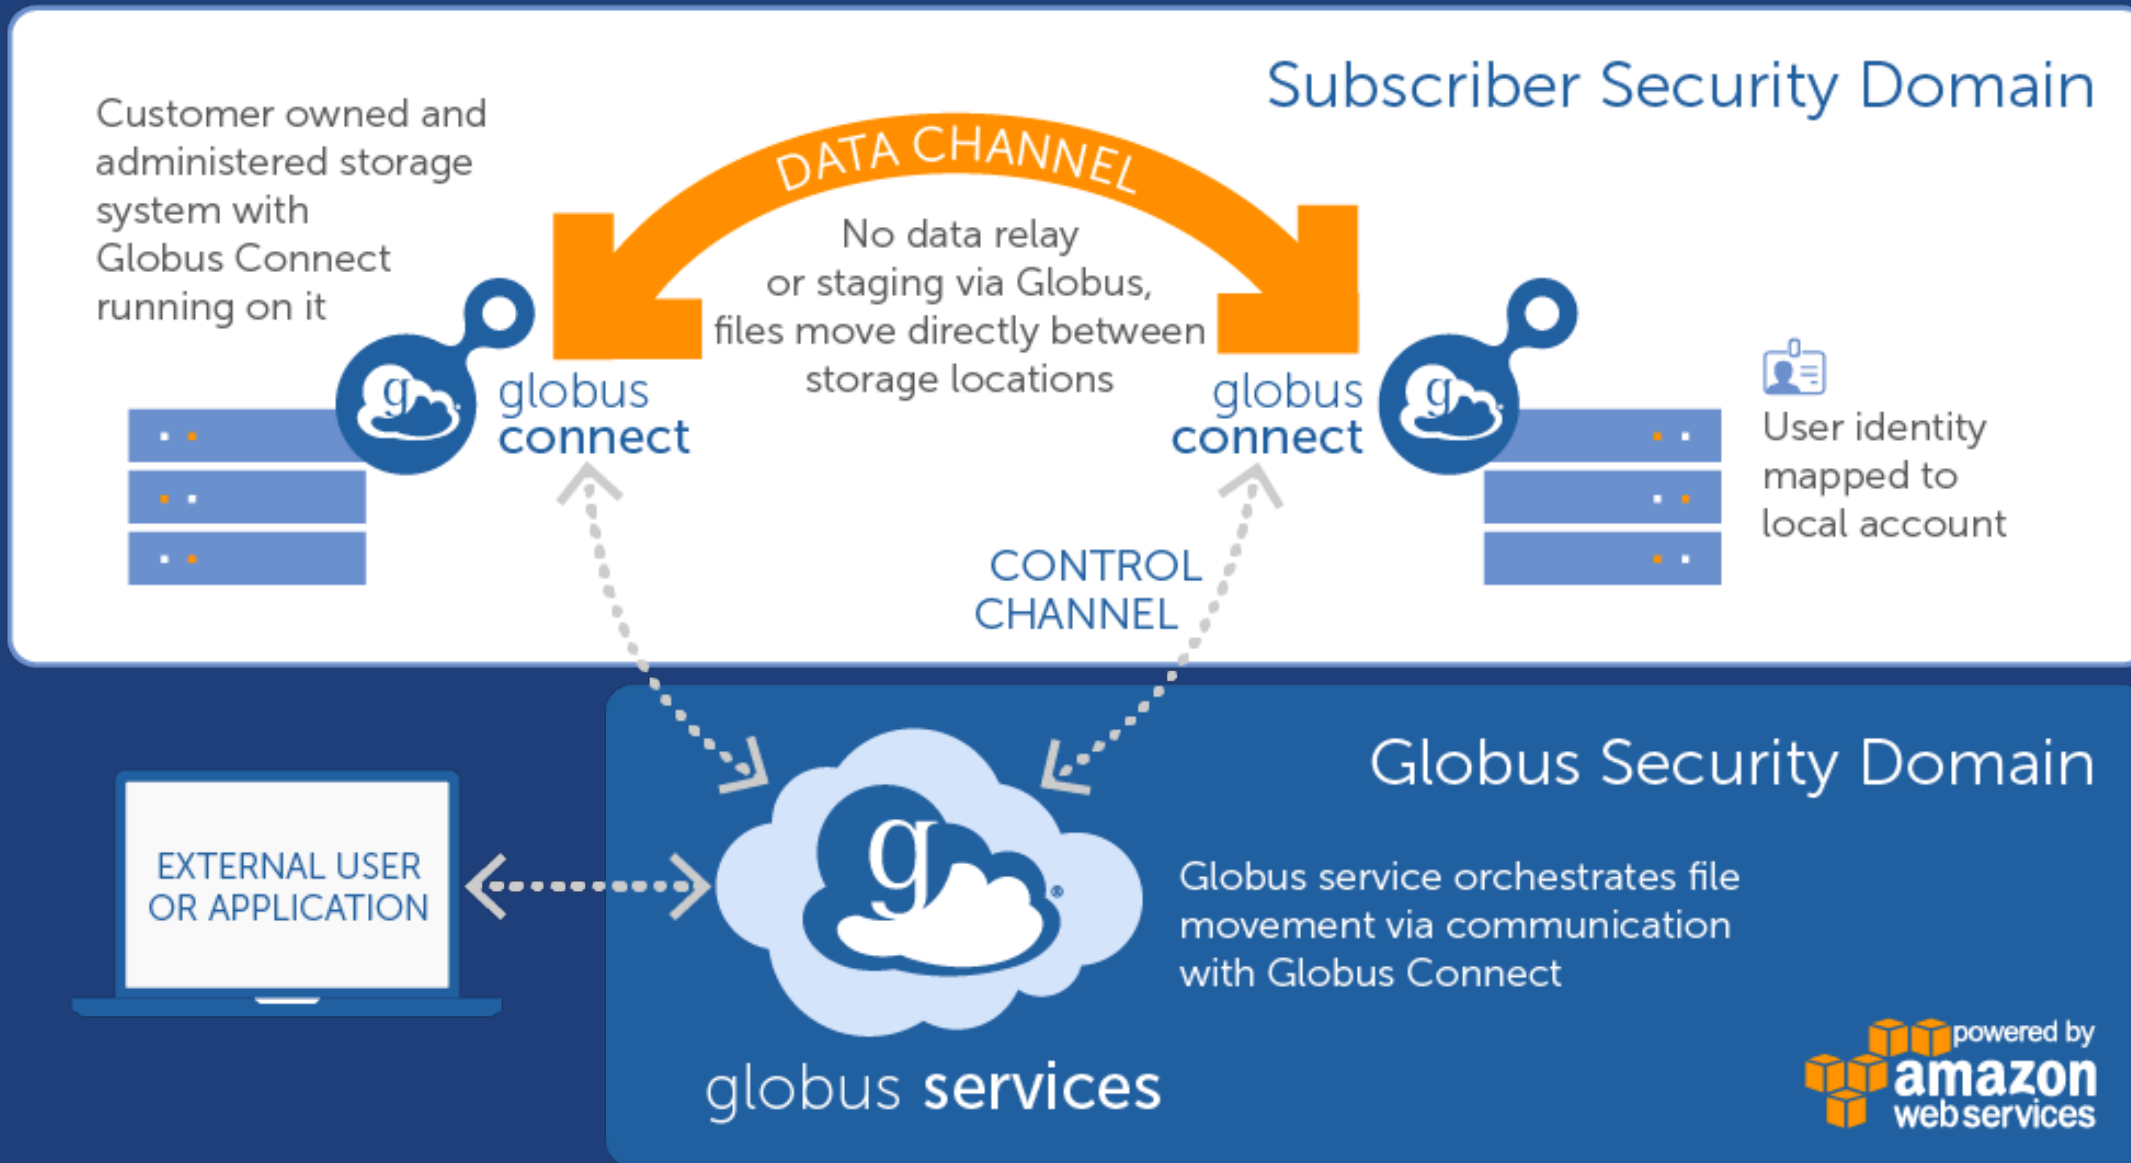 Subscriber Security Domain
Customer owned and
administered storage
system with
Globus Connect
running on it
DATA CHANNEL
No data relay
or staging via Globus,
files move directly between
storage locations
g
globus
connect
globus
connect
g
User identity
mapped to
local account
CONTROL
CHANNEL
Globus Security Domain
EXTERNAL USER
OR APPLICATION
g
®
Globus service orchestrates file
movement via communication
with Globus Connect
globus services
powered by
amazon
web services